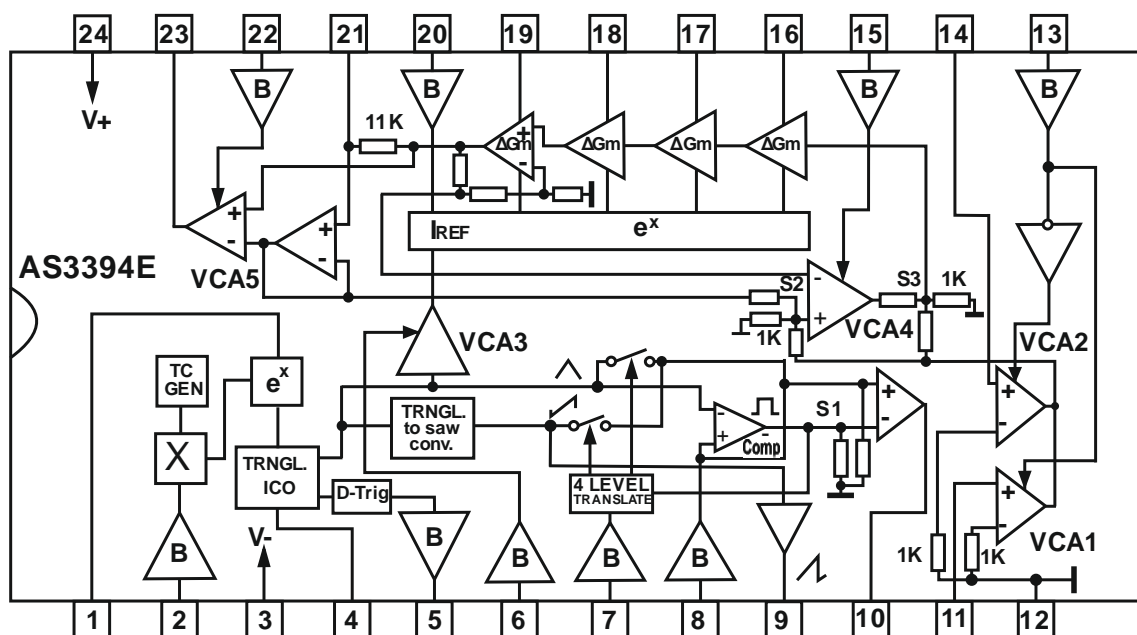 24 23 22 21 20 19 18 17 16 15 14 13
B B B B
V+
11K
ΔGm ΔGm ΔGm ΔGm
+
-
IREF e^x
+
-
+
-
VCA5
AS3394E
S2
-
+
1K
S3 1K
VCA4
VCA2
VCA3
TC
GEN
e^x
X
TRNGL.
ICO
TRNGL.
to saw
conv.
D-Trig
-
+
-
Comp
S1
+
-
+
-
4 LEVEL
TRANSLATE
+
-
VCA1
1K 1K
V-
B B B B B
1 2 3 4 5 6 7 8 9 10 11 12